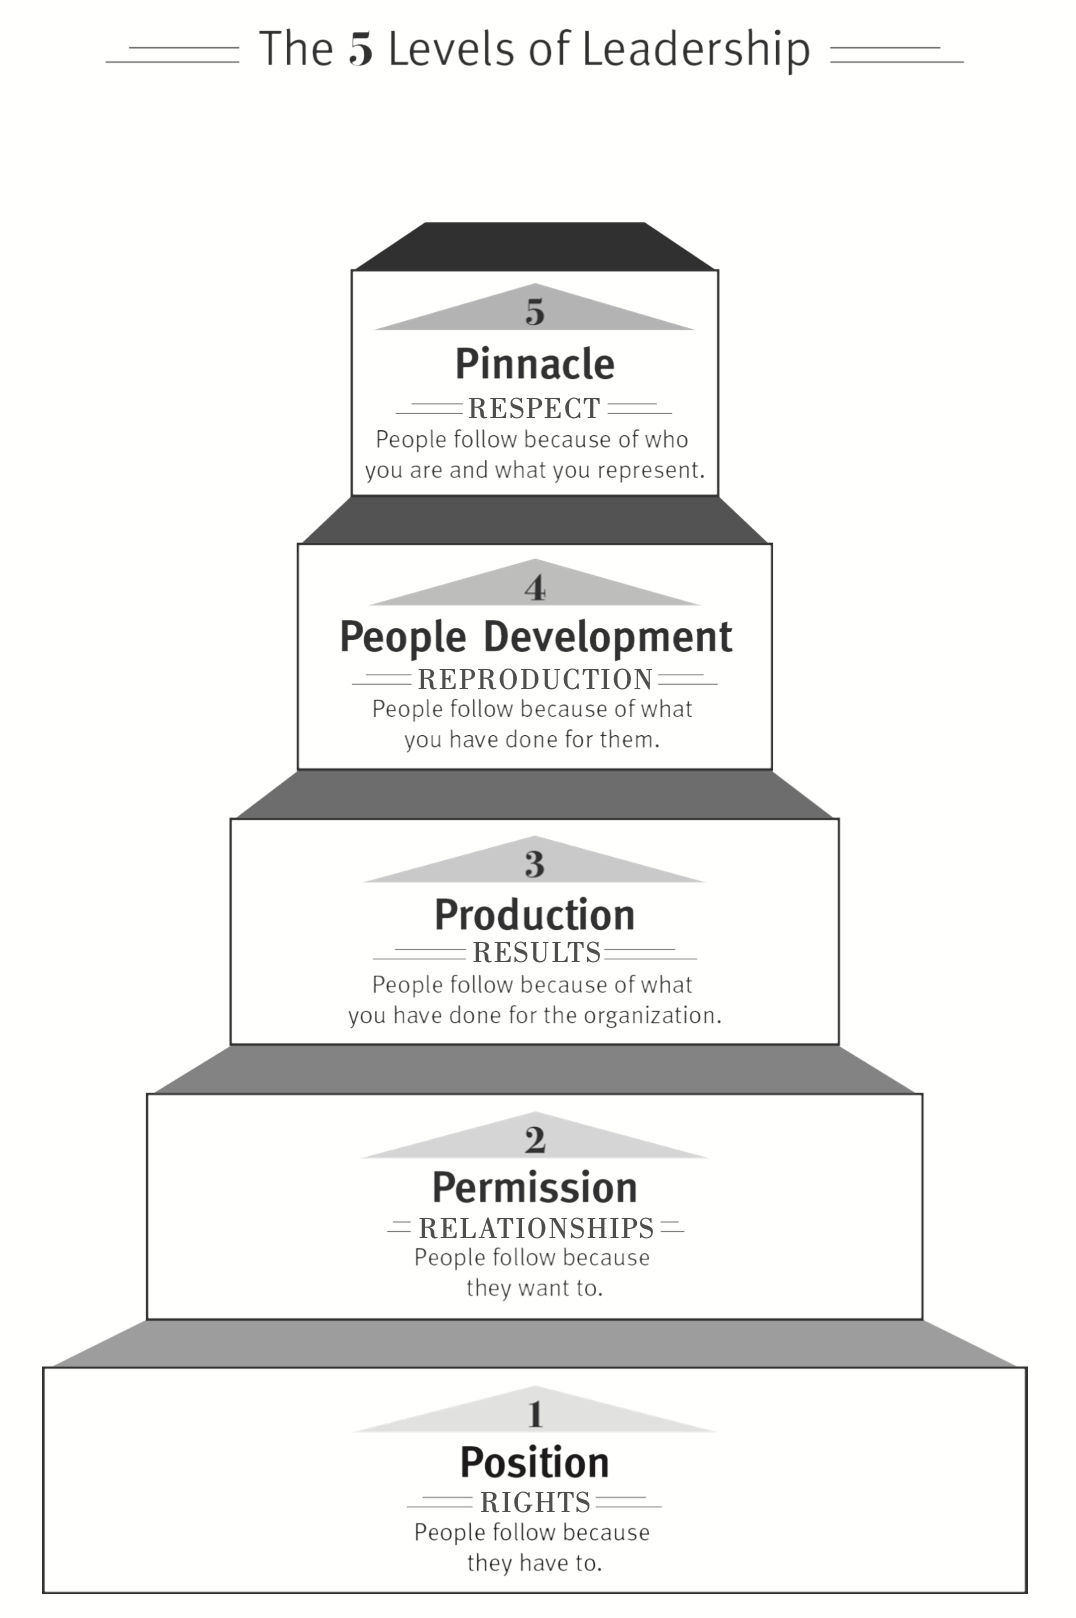 The 5 Levels of Leadership
5
Pinnacle
RESPECT
People follow because of who
you are and what you represent.
4
People Development
REPRODUCTION
People follow because of what
you have done for them.
3
Production
RESULTS
People follow because of what
you have done for the organization.
2
Permission
RELATIONSHIPS
People follow because
they want to.
1
Position
RIGHTS
People follow because
they have to.